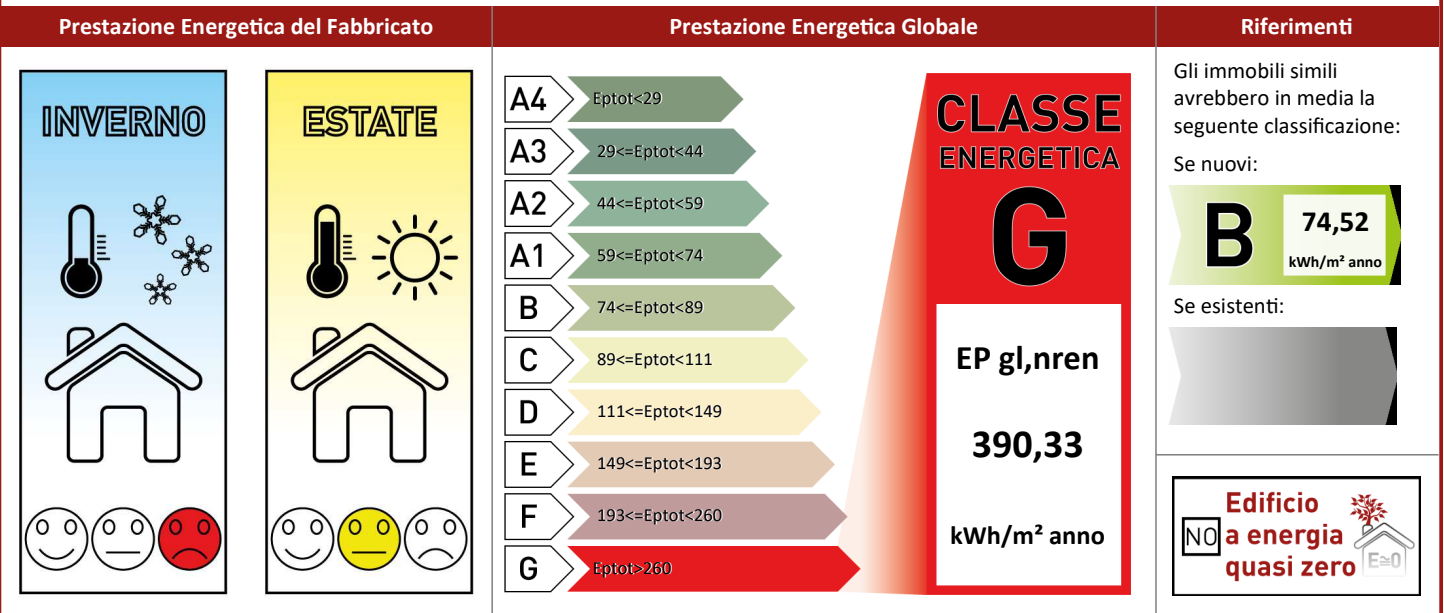 Prestazione Energetica del Fabbricato
Prestazione Energetica Globale
Riferimenti
INVERNO
ESTATE
A4
Eptot<29
A3
29<=Eptot<44
A2
44<=Eptot<59
A1
59<=Eptot<74
B
74<=Eptot<89
C
89<=Eptot<111
D
111<=Eptot<149
E
149<=Eptot<193
F
193<=Eptot<260
G
Eptot>260
CLASSE
ENERGETICA
G
EP gl,nren
390,33
kWh/m² anno
Gli immobili simili
avrebbero in media la
seguente classificazione:
Se nuovi:
B
74,52
kWh/m² anno
Se esistenti:
Edificio
NO a energia
quasi zero
E≃0